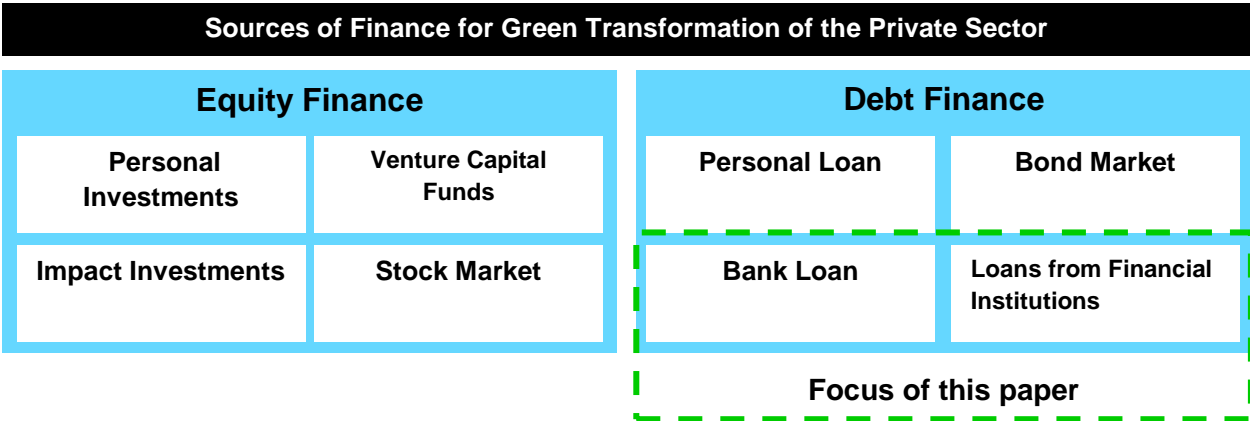 Sources of Finance for Green Transformation of the Private Sector
Equity Finance
Personal
Investments
Venture Capital
Funds
Impact Investments
Stock Market
Debt Finance
Personal Loan
Bond Market
Bank Loan
Loans from Financial
Institutions
Focus of this paper